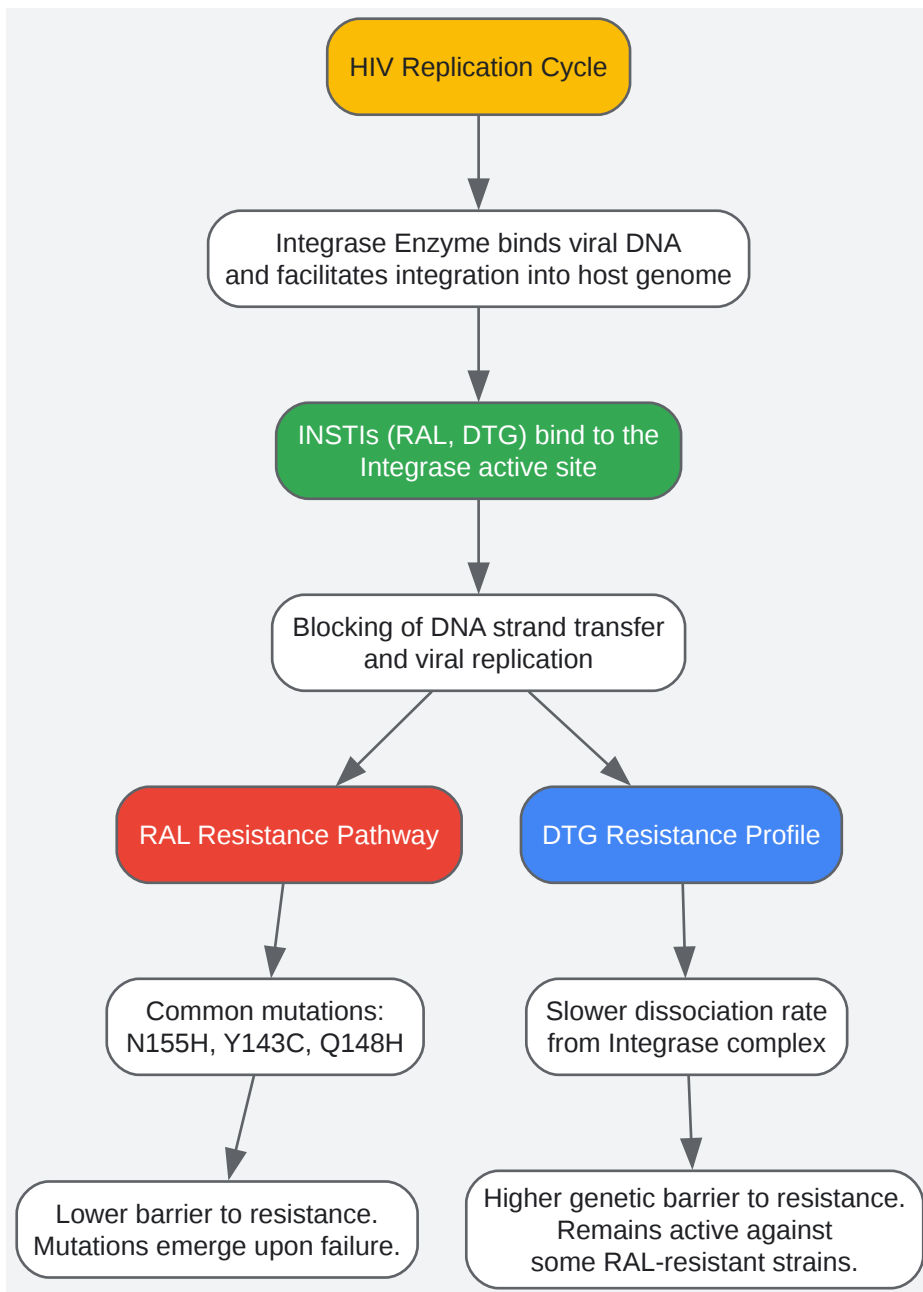 HIV Replication Cycle
Integrase Enzyme binds viral DNA
and facilitates integration into host genome
INSTIs (RAL, DTG) bind to the
Integrase active site
Blocking of DNA strand transfer
and viral replication
RAL Resistance Pathway
DTG Resistance Profile
Common mutations:
N155H, Y143C, Q148H
Slower dissociation rate
from Integrase complex
Lower barrier to resistance.
Mutations emerge upon failure.
Higher genetic barrier to resistance.
Remains active against
some RAL-resistant strains.